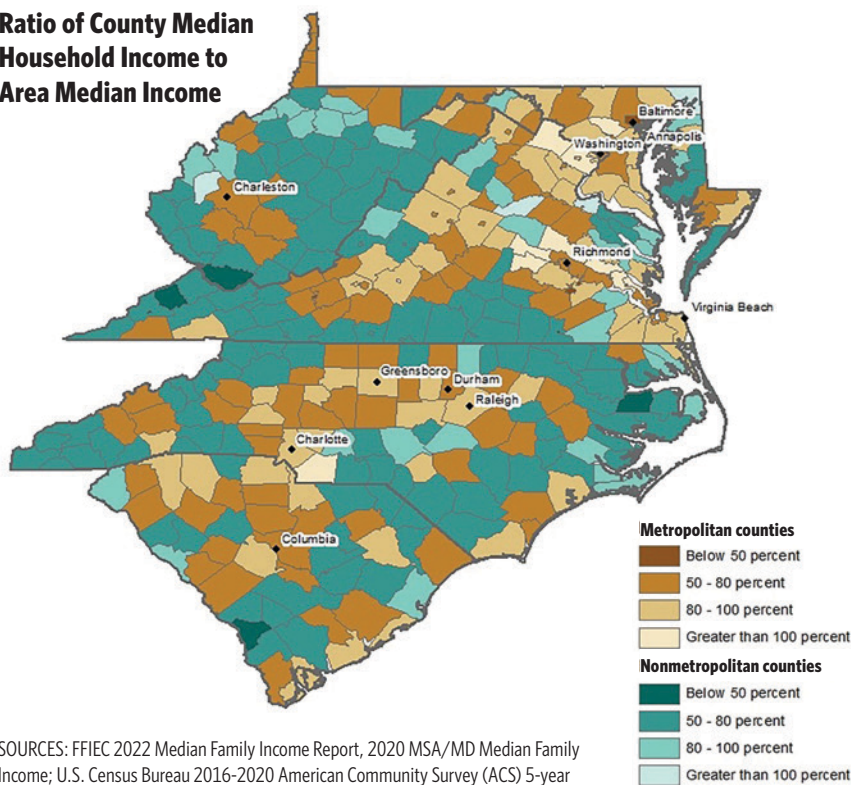 Ratio of County Median
Household Income to
Area Median Income
Baltimore
Annapolis
Washington
Charleston
Richmond
Virginia Beach
Greensboro
Durham
Raleigh
Charlotte
Columbia
Metropolitan counties
Below 50 percent
50 - 80 percent
80 - 100 percent
Greater than 100 percent
Nonmetropolitan counties
Below 50 percent
50 - 80 percent
80 - 100 percent
Greater than 100 percent
SOURCES: FFIEC 2022 Median Family Income Report, 2020 MSA/MD Median Family
Income; U.S. Census Bureau 2016-2020 American Community Survey (ACS) 5-year